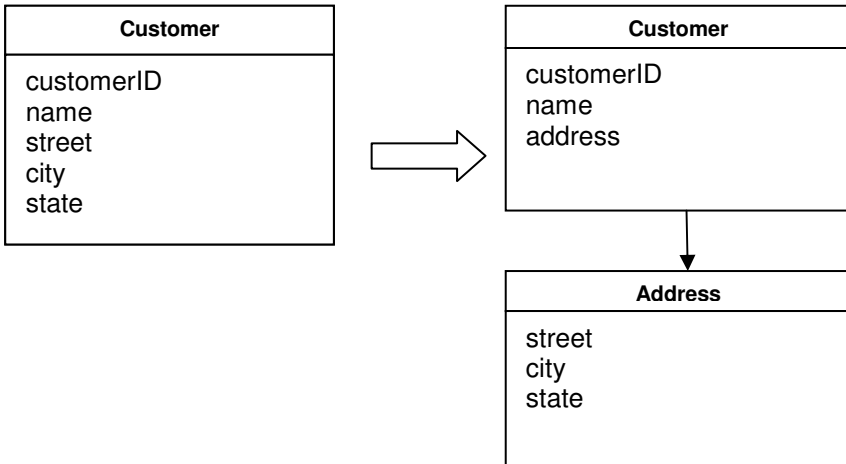 Customer
customerID
name
street
city
state
Customer
customerID
name
address
Address
street
city
state